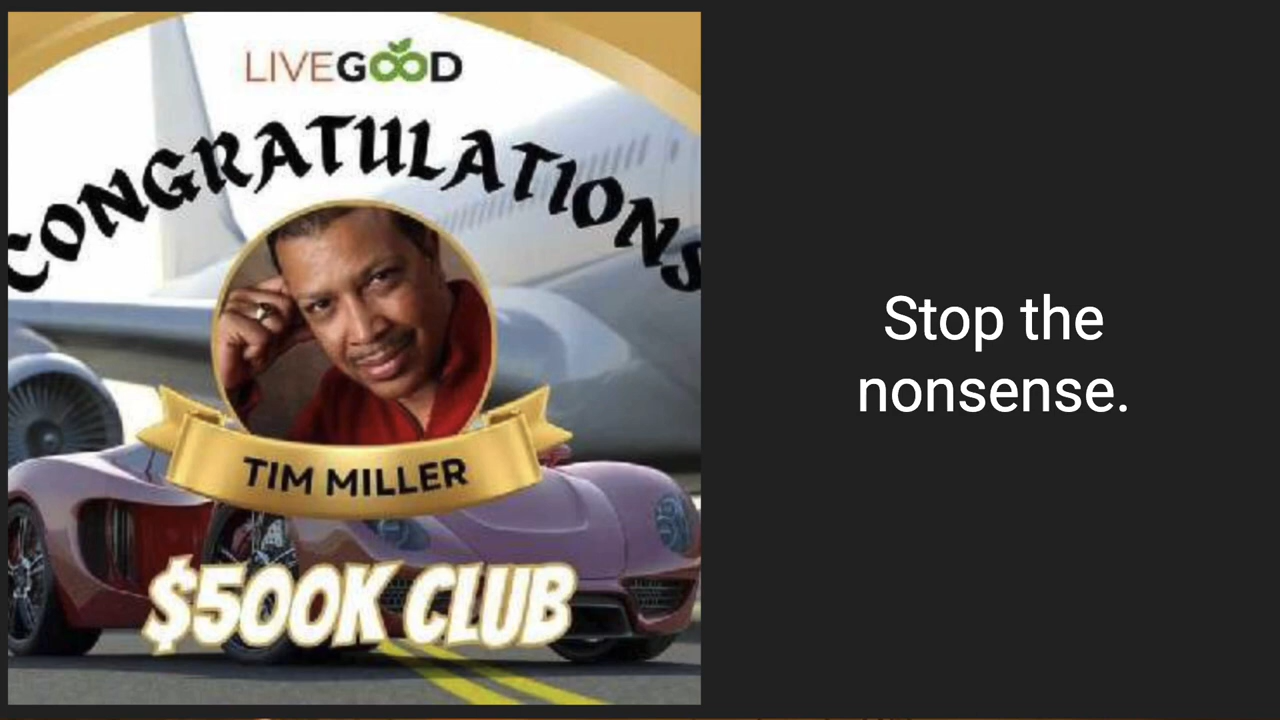 LIVEGOOD
CONGRATULATIONS
TIM MILLER
$500K CLUB
Stop the
nonsense.